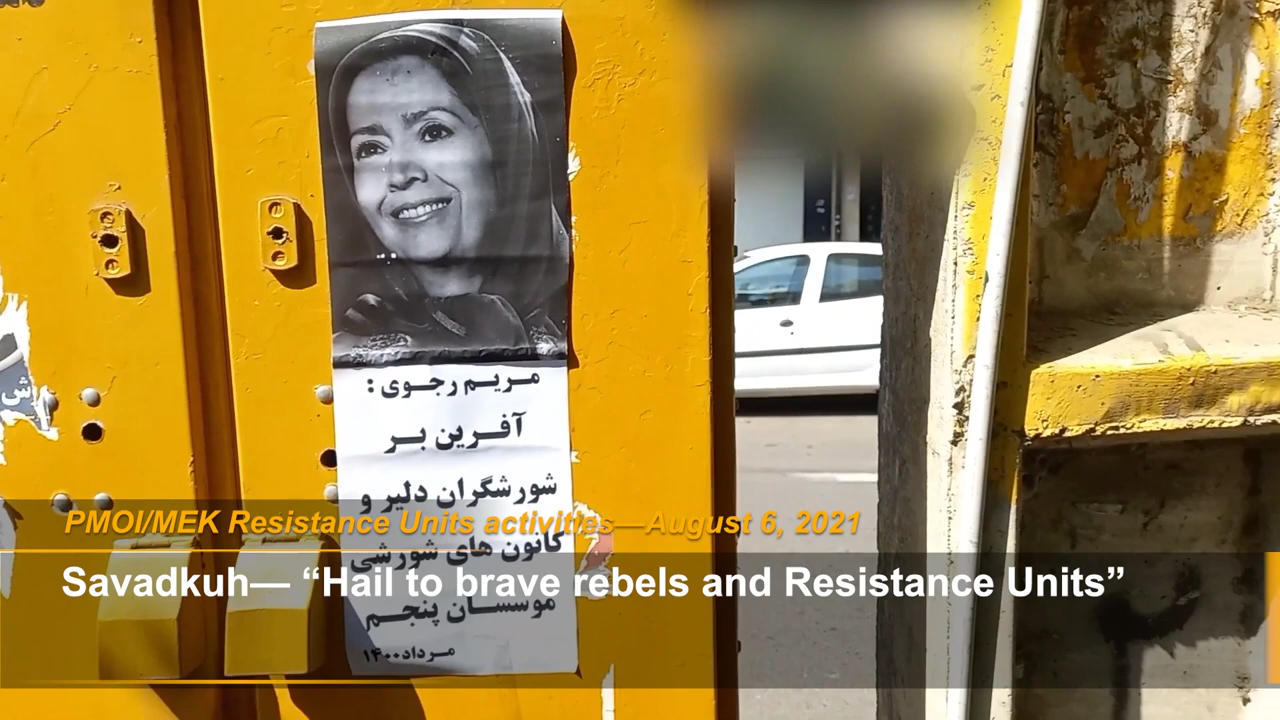 مریم رجوی :
آفرین بر
شورشگران دلیر و
کانون های شورشی
موسسان پنجم
مرداد۱۴۰۰
PMOI/MEK Resistance Units activities—August 6, 2021
Savadkuh— “Hail to brave rebels and Resistance Units”